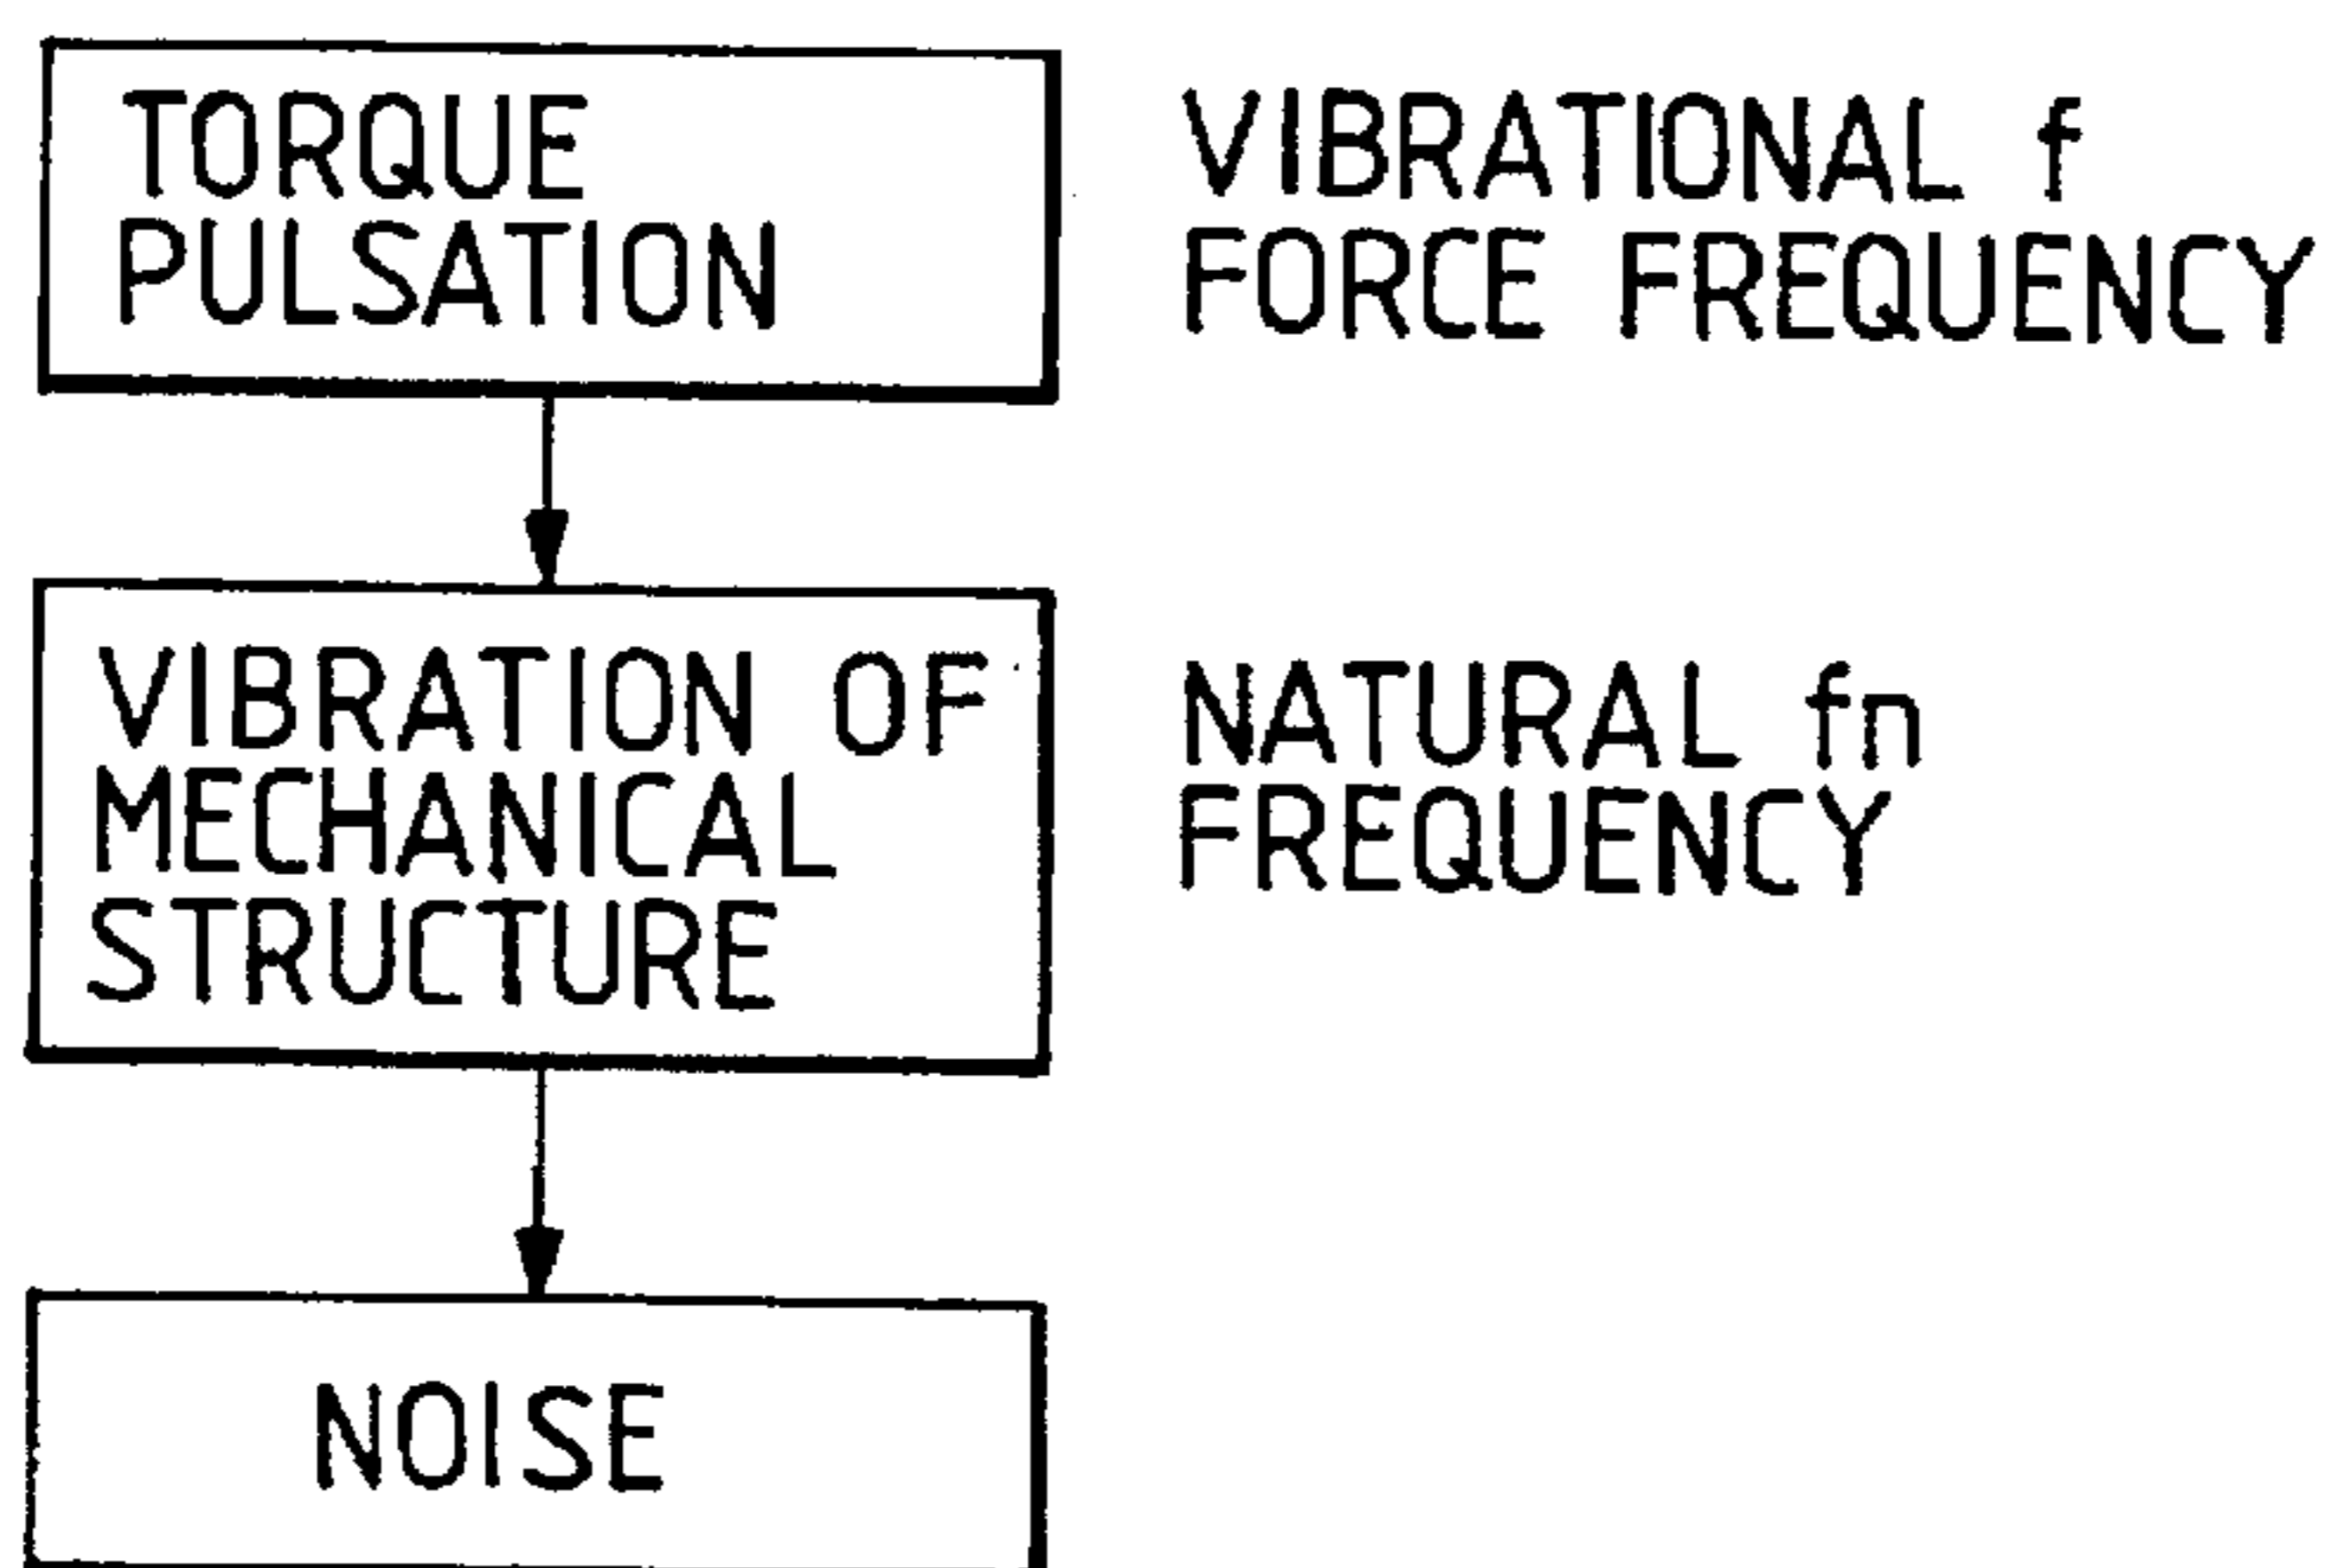 TORQUE
PULSATION
VIBRATIONAL f
FORCE FREQUENCY
VIBRATION OF
MECHANICAL
STRUCTURE
NATURAL fn
FREQUENCY
NOISE